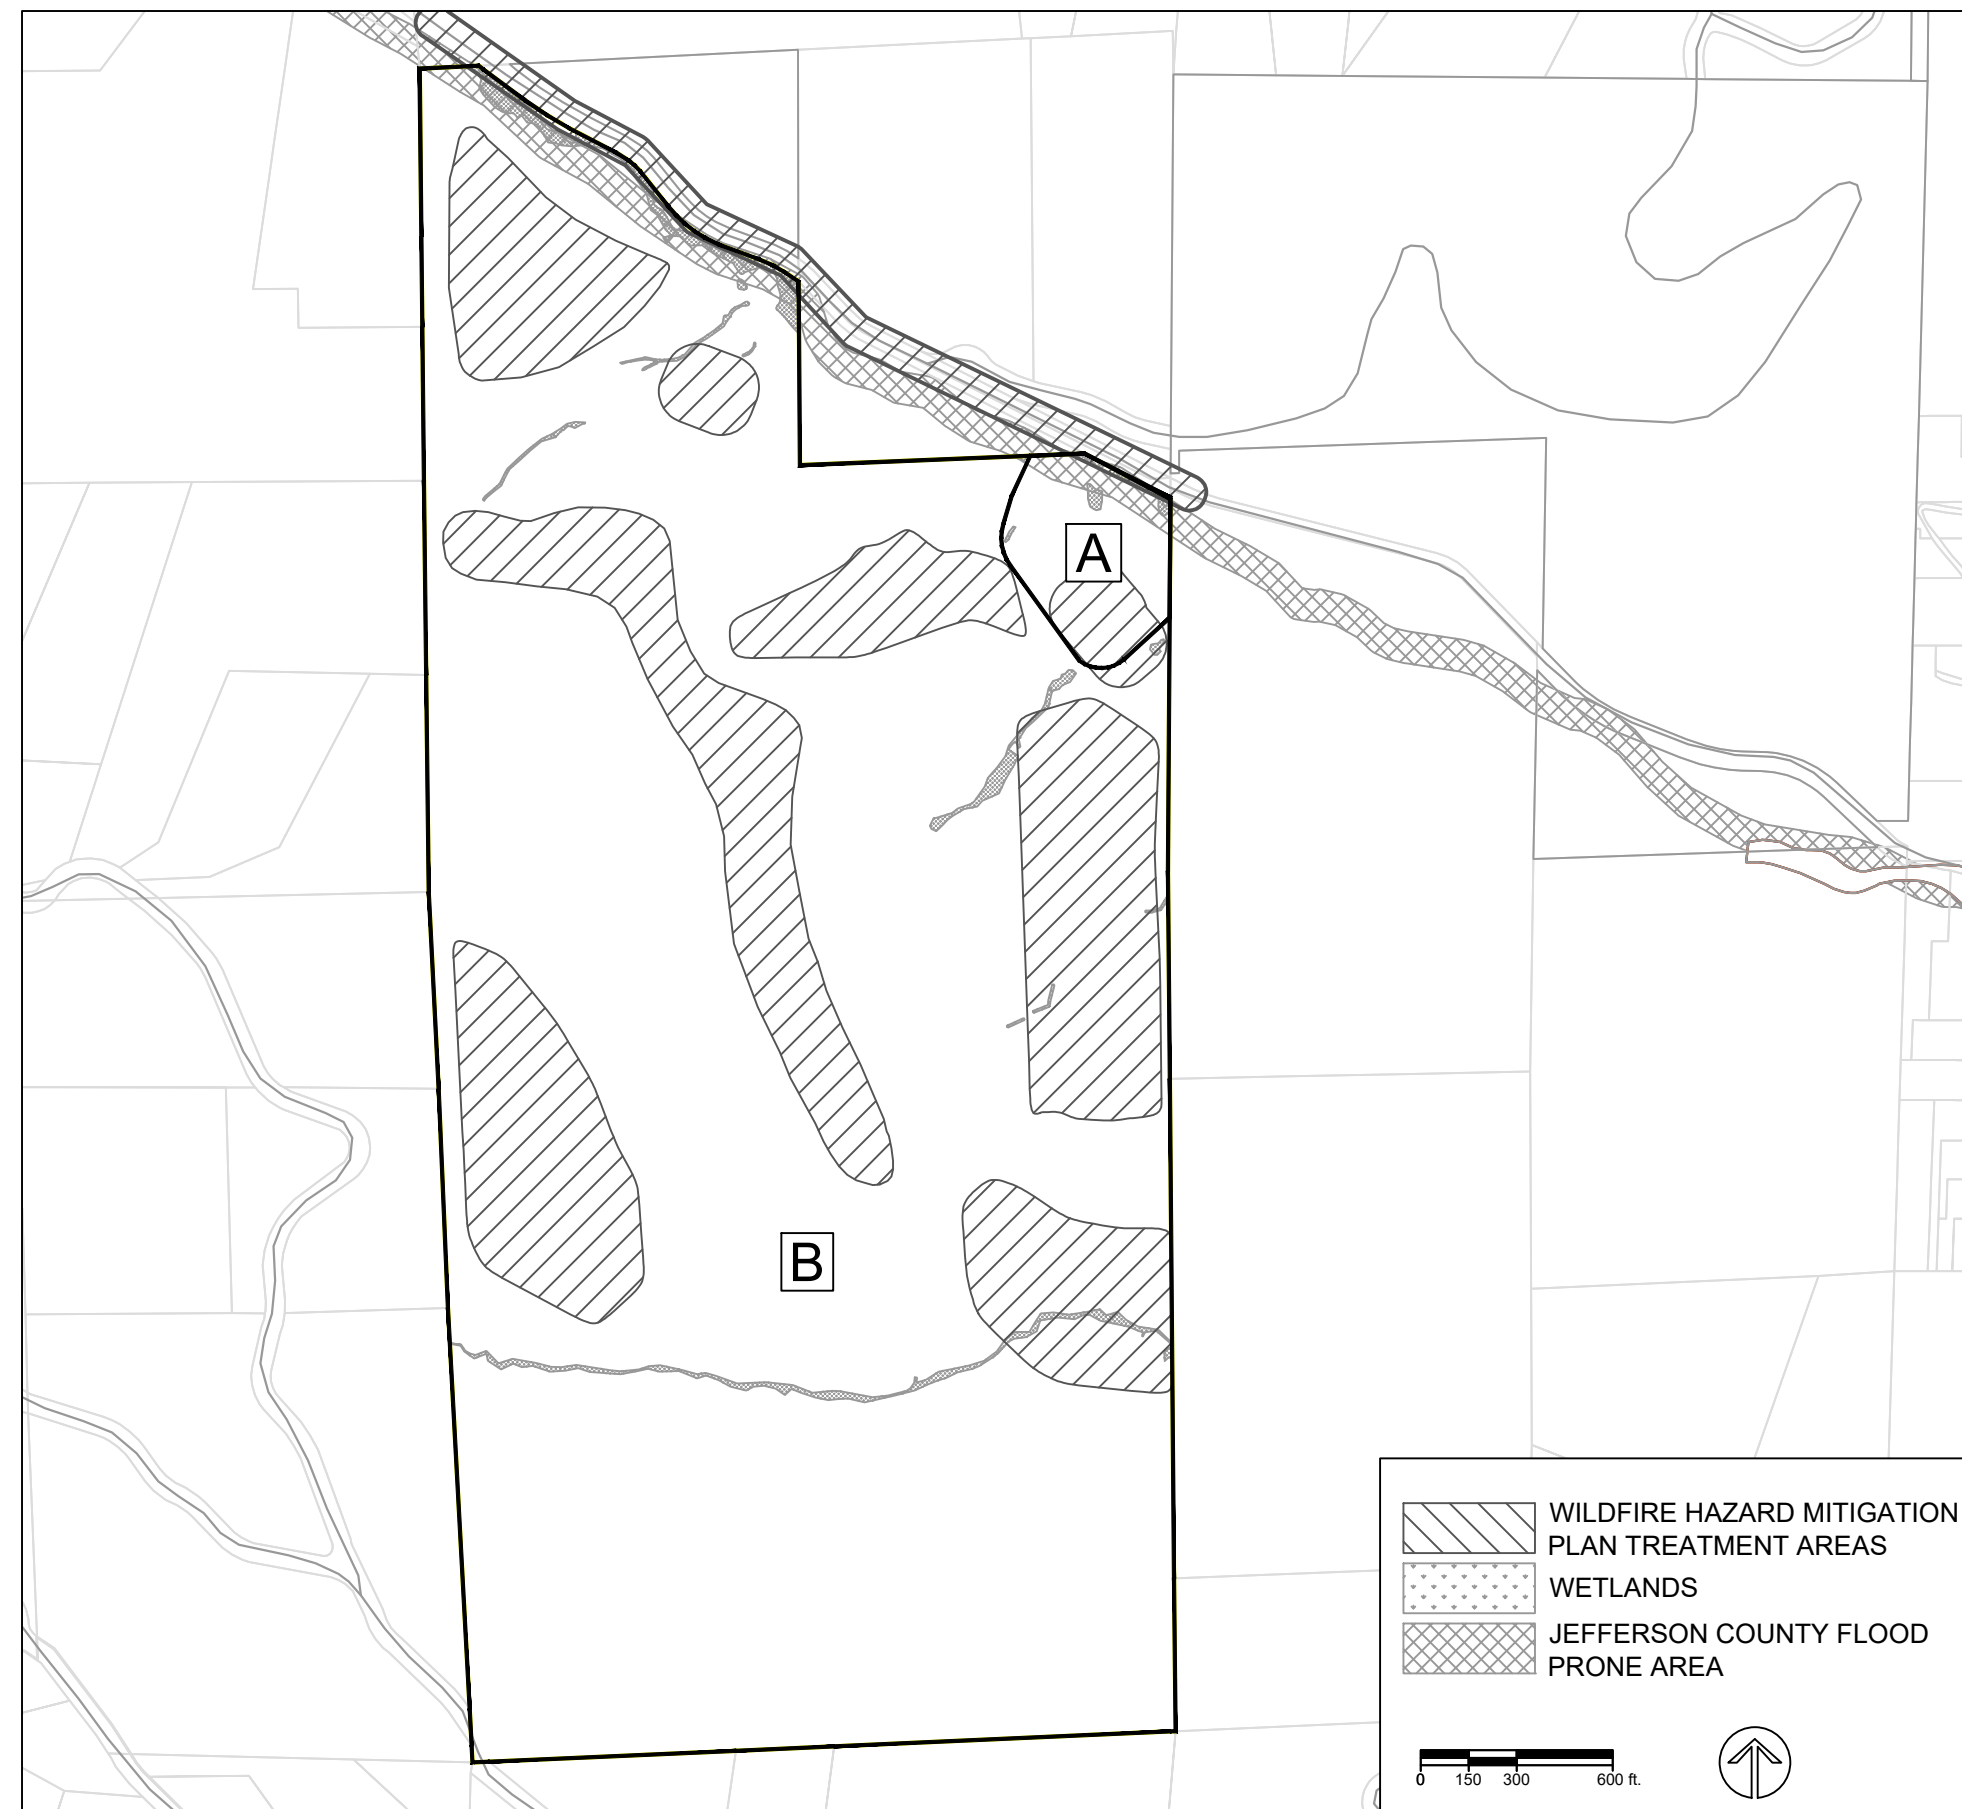 A
B
WILDFIRE HAZARD MITIGATION
PLAN TREATMENT AREAS
WETLANDS
JEFFERSON COUNTY FLOOD
PRONE AREA
0 150 300 600 ft.